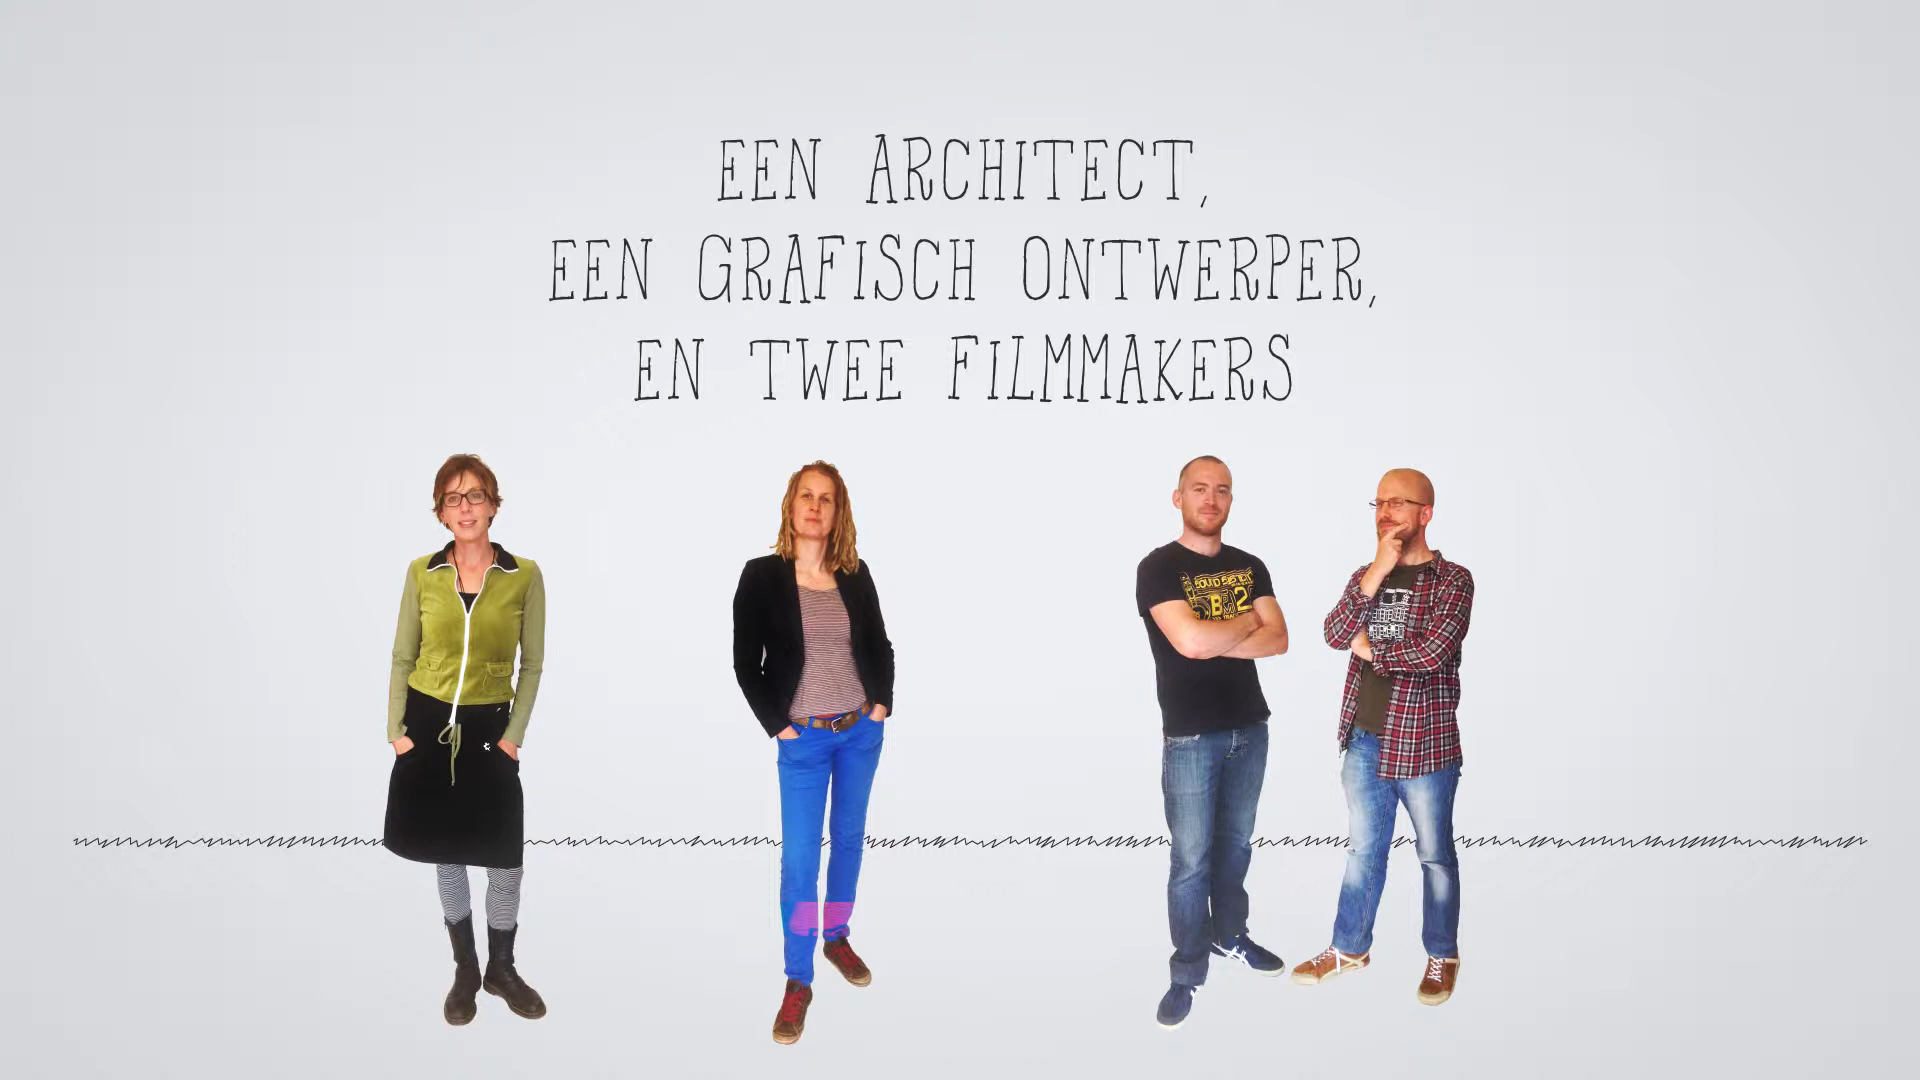 EEN ARCHITECT,
EEN GRAFISCH ONTWERPER,
EN TWEE FILMMAKERS